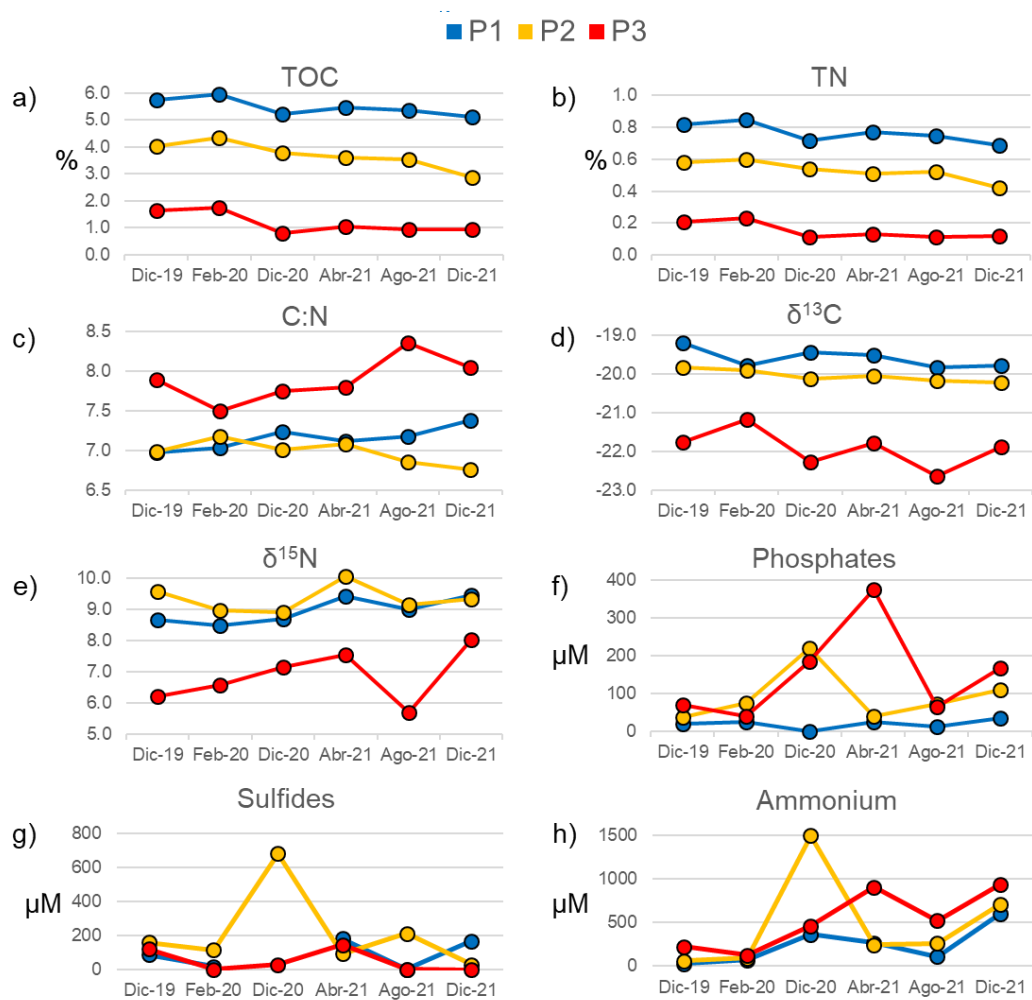 P1 P2 P3
a) TOC
6.0
5.0
4.0
3.0
2.0
1.0
0.0
%
Dic-19 Feb-20 Dic-20 Abr-21 Ago-21 Dic-21
b) TN
1.0
0.8
0.6
0.4
0.2
0.0
%
Dic-19 Feb-20 Dic-20 Abr-21 Ago-21 Dic-21
c) C:N
8.5
8.0
7.5
7.0
6.5
Dic-19 Feb-20 Dic-20 Abr-21 Ago-21 Dic-21
d) δ¹³C
-19.0
-20.0
-21.0
-22.0
-23.0
Dic-19 Feb-20 Dic-20 Abr-21 Ago-21 Dic-21
e) δ¹⁵N
10.0
9.0
8.0
7.0
6.0
5.0
Dic-19 Feb-20 Dic-20 Abr-21 Ago-21 Dic-21
f) Phosphates
400
300
200
100
0
µM
Dic-19 Feb-20 Dic-20 Abr-21 Ago-21 Dic-21
g) Sulfides
800
600
400
200
0
µM
Dic-19 Feb-20 Dic-20 Abr-21 Ago-21 Dic-21
h) Ammonium
1500
1000
500
0
µM
Dic-19 Feb-20 Dic-20 Abr-21 Ago-21 Dic-21